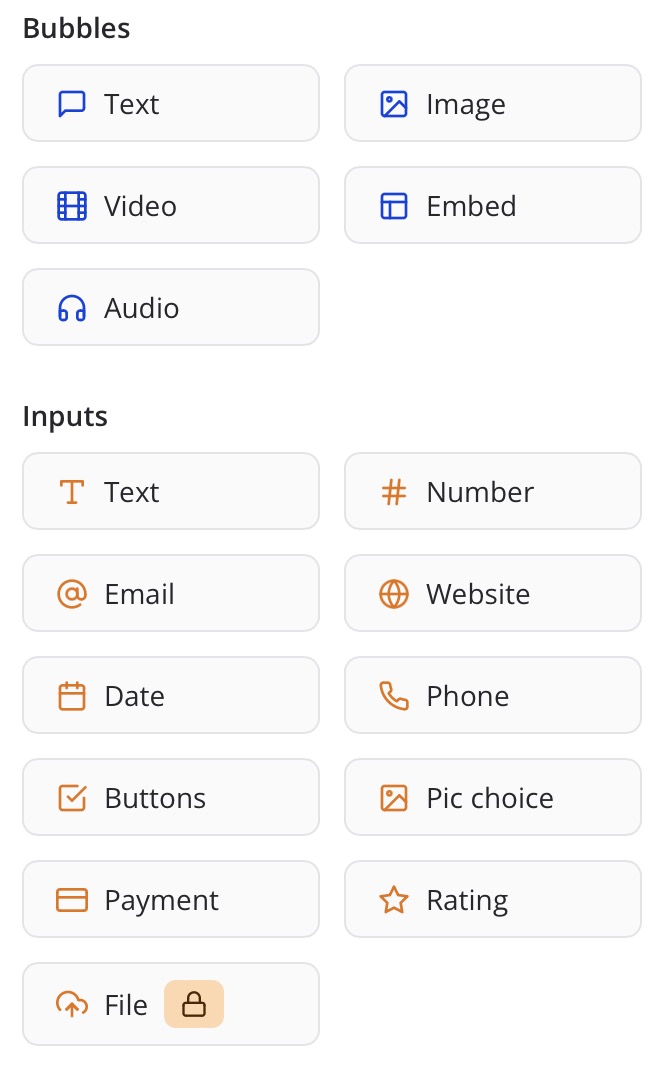 Bubbles
Text
Image
Video
Embed
Audio
Inputs
Text
Number
Email
Website
Date
Phone
Buttons
Pic choice
Payment
Rating
File